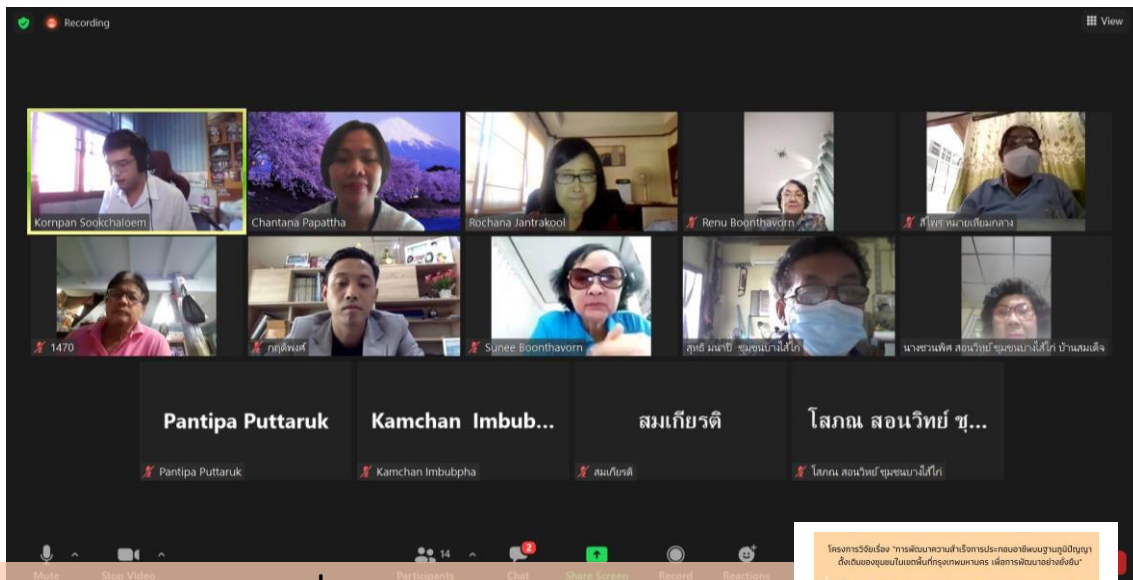 Recording
View
Kornpan Sookchaloem
Chantana Papattha
Rochana Jantrakool
Renu Boonthavorn
สีไพร หมายเทียมกลาง
1470
กฤติพงศ์
Sunee Boonthavorn
สุทธิ มนาปี ชุมชนบางไส้ไก่
นางชวนพิศ สอนวิทย์ ชุมชนบางไส้ไก่ บ้านสมเด็จ
Pantipa Puttaruk
Kamchan Imbub...
สมเกียรติ
โสภณ สอนวิทย์ ชุ...
Pantipa Puttaruk
Kamchan Imbubpha
สมเกียรติ
โสภณ สอนวิทย์ ชุมชนบางไส้ไก่
14
2
Mute
Stop Video
Participants
Chat
Share Screen
Record
Reactions
โครงการวิจัยเรื่อง "การพัฒนาความสำเร็จการประกอบอาชีพบนฐานภูมิปัญญา
ดั้งเดิมของชุมชนในเขตพื้นที่กรุงเทพมหานคร เพื่อการพัฒนาอย่างยั่งยืน"